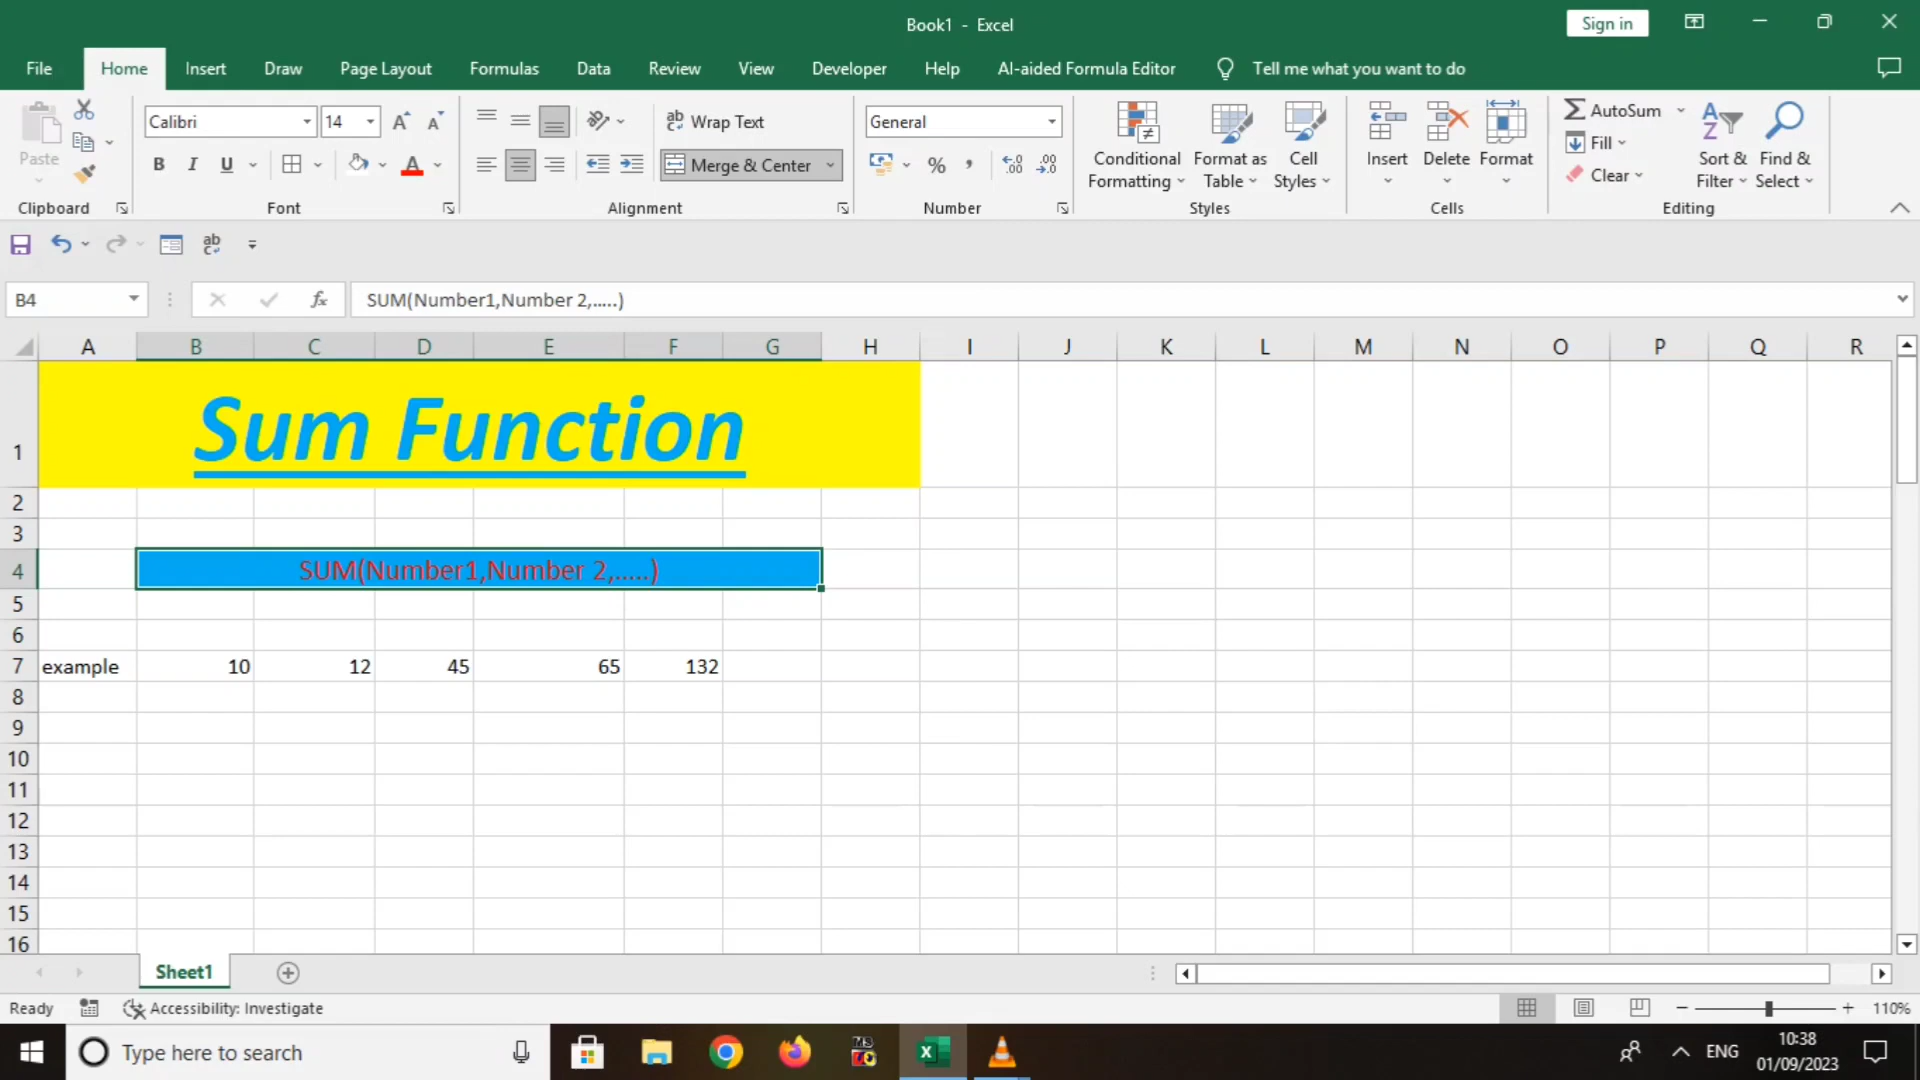 Book1 - Excel
Sign in
File Home Insert Draw Page Layout Formulas Data Review View Developer Help AI-aided Formula Editor Tell me what you want to do
Paste
Calibri 14
Wrap Text
General
Conditional Formatting
Format as Table
Cell Styles
Insert
Delete
Format
AutoSum
Fill
Clear
Sort & Filter
Find & Select
B I U
A
Merge & Center
%
Clipboard Font Alignment Number Styles Cells Editing
B4
fx
SUM(Number1,Number 2,.....)
A B C D E F G H I J K L M N O P Q R
1 Sum Function
2
3
4 SUM(Number1,Number 2,.....)
5
6
7 example 10 12 45 65 132
8
9
10
11
12
13
14
15
16
Sheet1
Ready Accessibility: Investigate 110%
Type here to search
ENG
10:38
01/09/2023